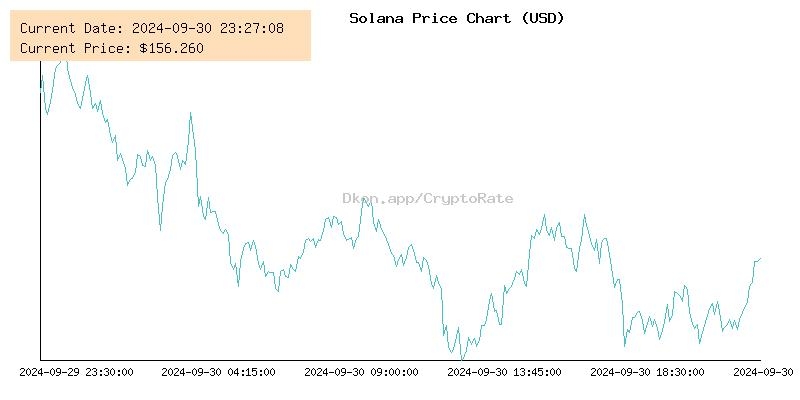 Solana Price Chart (USD)
Current Date: 2024-09-30 23:27:08
Current Price: $156.260
Dkon.app/CryptoRate
2024-09-29 23:30:00 2024-09-30 04:15:00 2024-09-30 09:00:00 2024-09-30 13:45:00 2024-09-30 18:30:00 2024-09-30